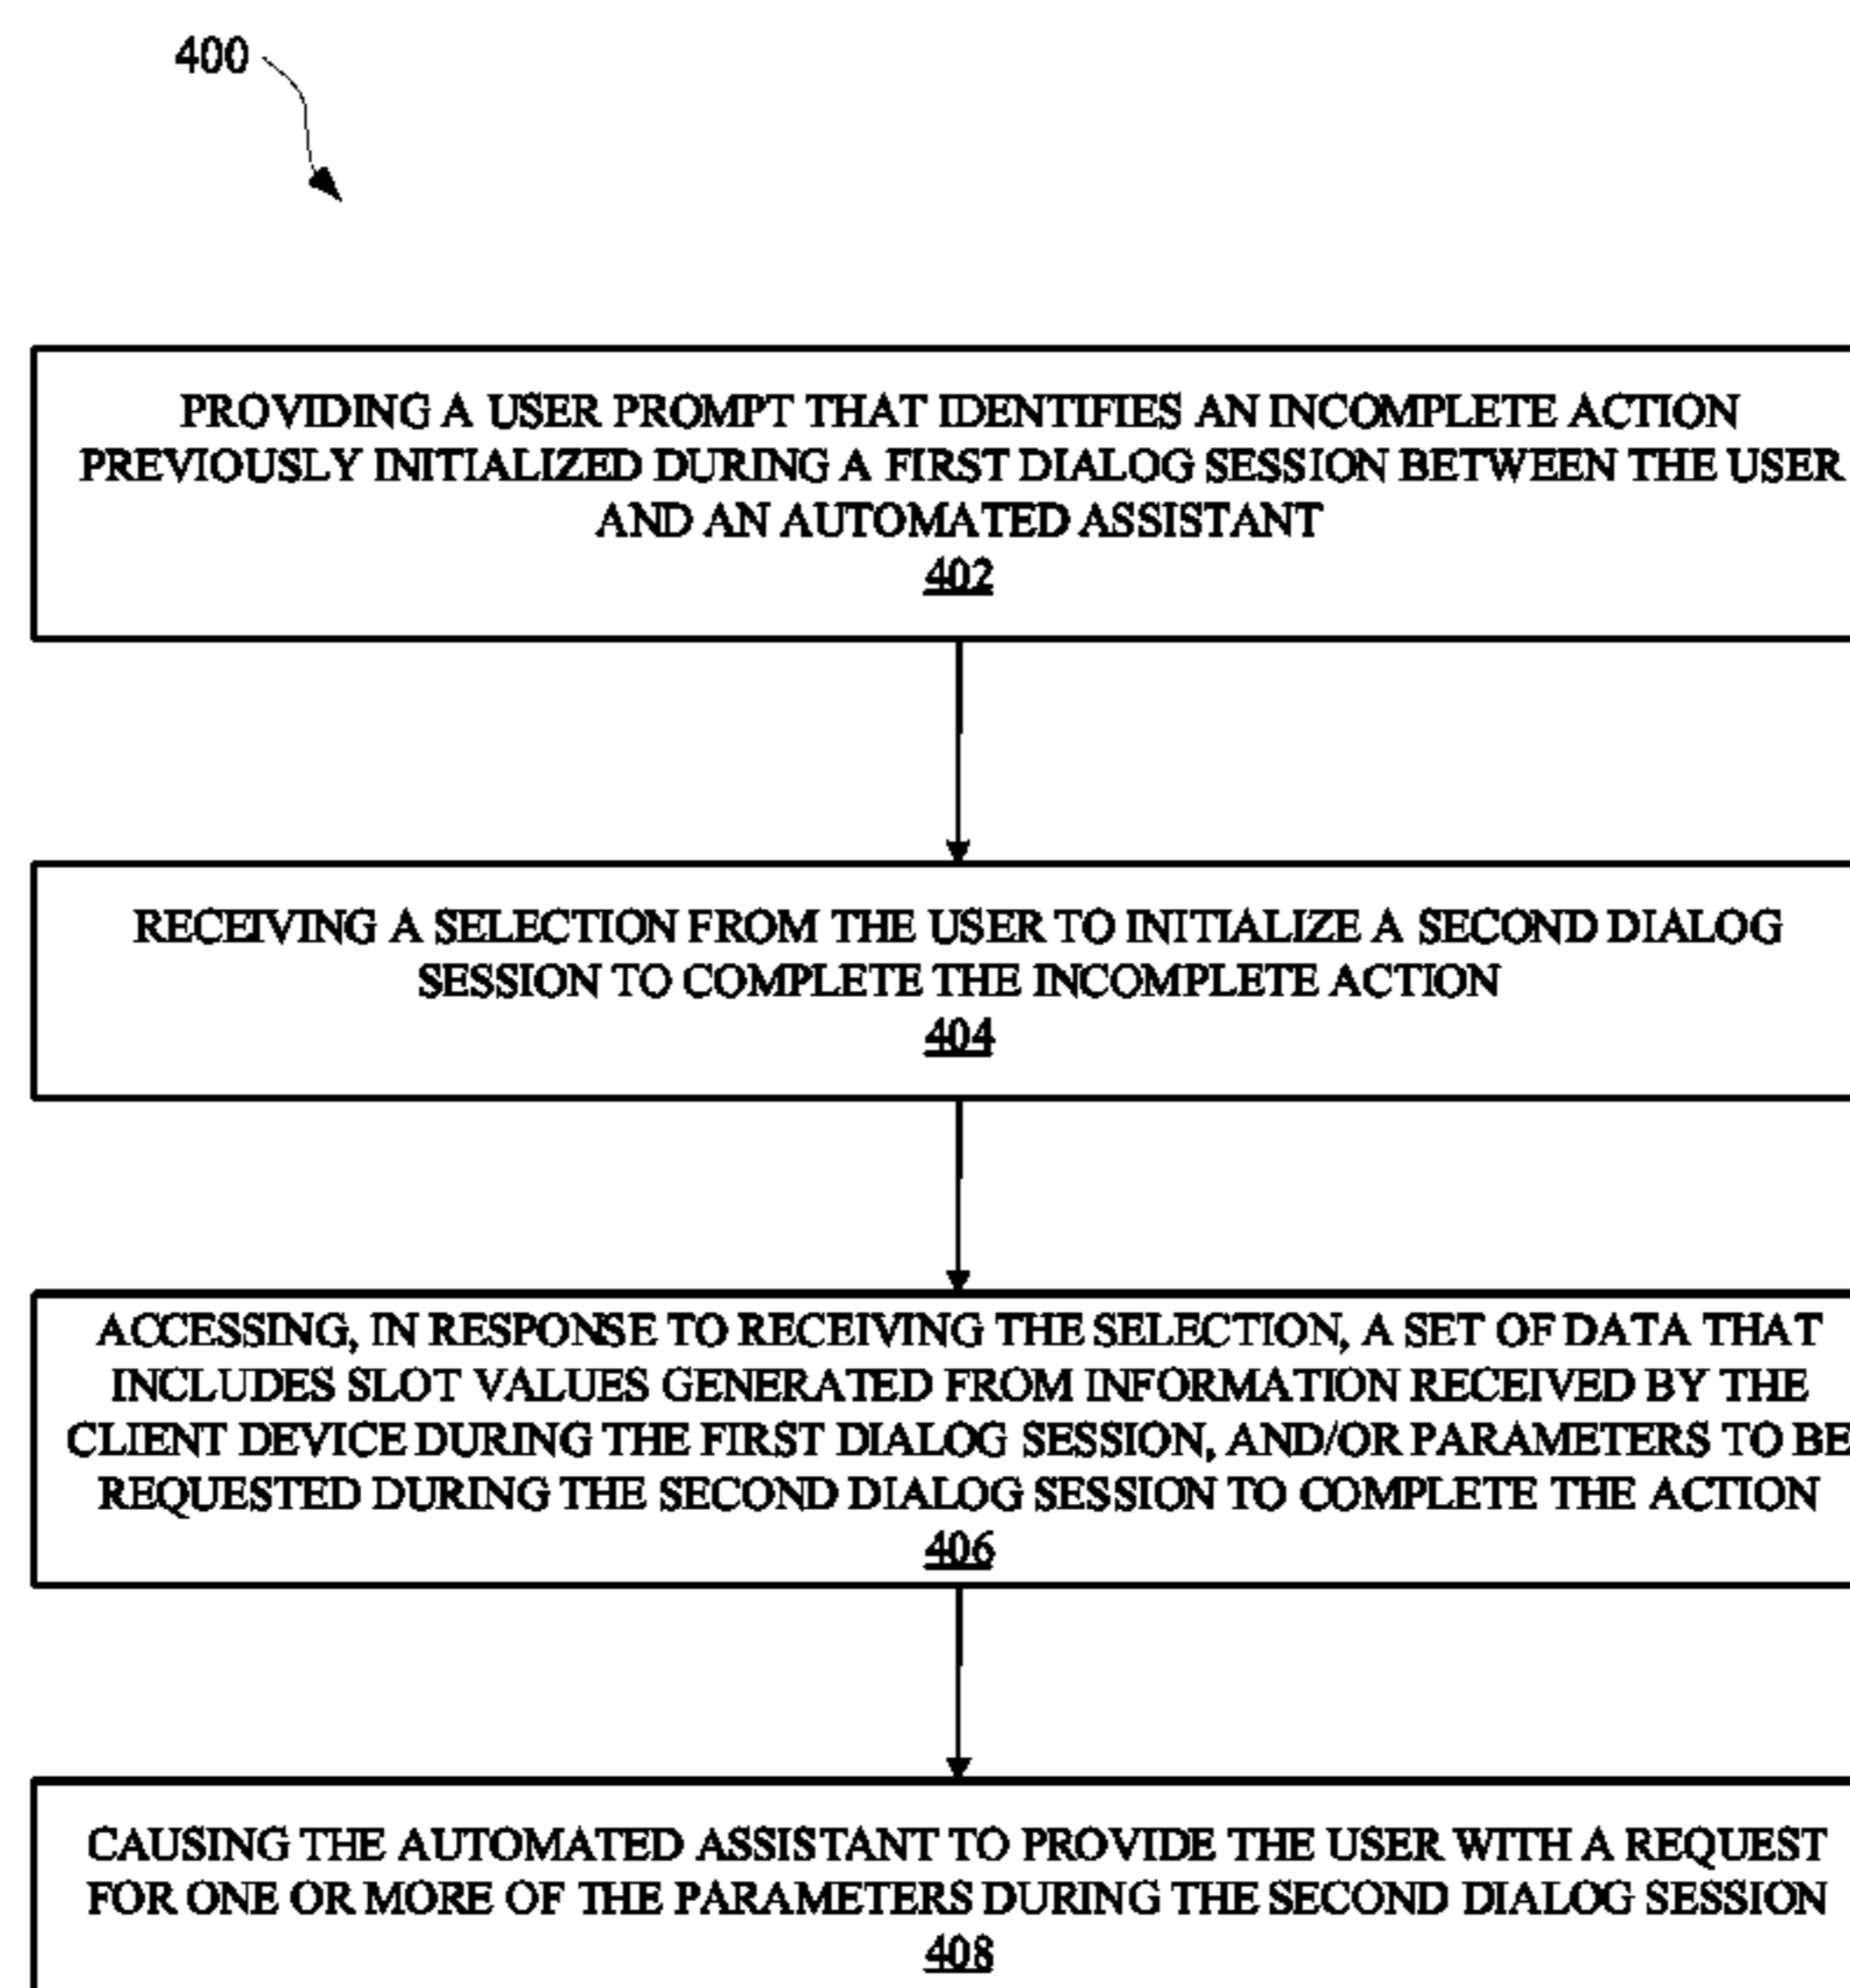 400
PROVIDING A USER PROMPT THAT IDENTIFIES AN INCOMPLETE ACTION
PREVIOUSLY INITIALIZED DURING A FIRST DIALOG SESSION BETWEEN THE USER
AND AN AUTOMATED ASSISTANT
402
RECEIVING A SELECTION FROM THE USER TO INITIALIZE A SECOND DIALOG
SESSION TO COMPLETE THE INCOMPLETE ACTION
404
ACCESSING, IN RESPONSE TO RECEIVING THE SELECTION, A SET OF DATA THAT
INCLUDES SLOT VALUES GENERATED FROM INFORMATION RECEIVED BY THE
CLIENT DEVICE DURING THE FIRST DIALOG SESSION, AND/OR PARAMETERS TO BE
REQUESTED DURING THE SECOND DIALOG SESSION TO COMPLETE THE ACTION
406
CAUSING THE AUTOMATED ASSISTANT TO PROVIDE THE USER WITH A REQUEST
FOR ONE OR MORE OF THE PARAMETERS DURING THE SECOND DIALOG SESSION
408